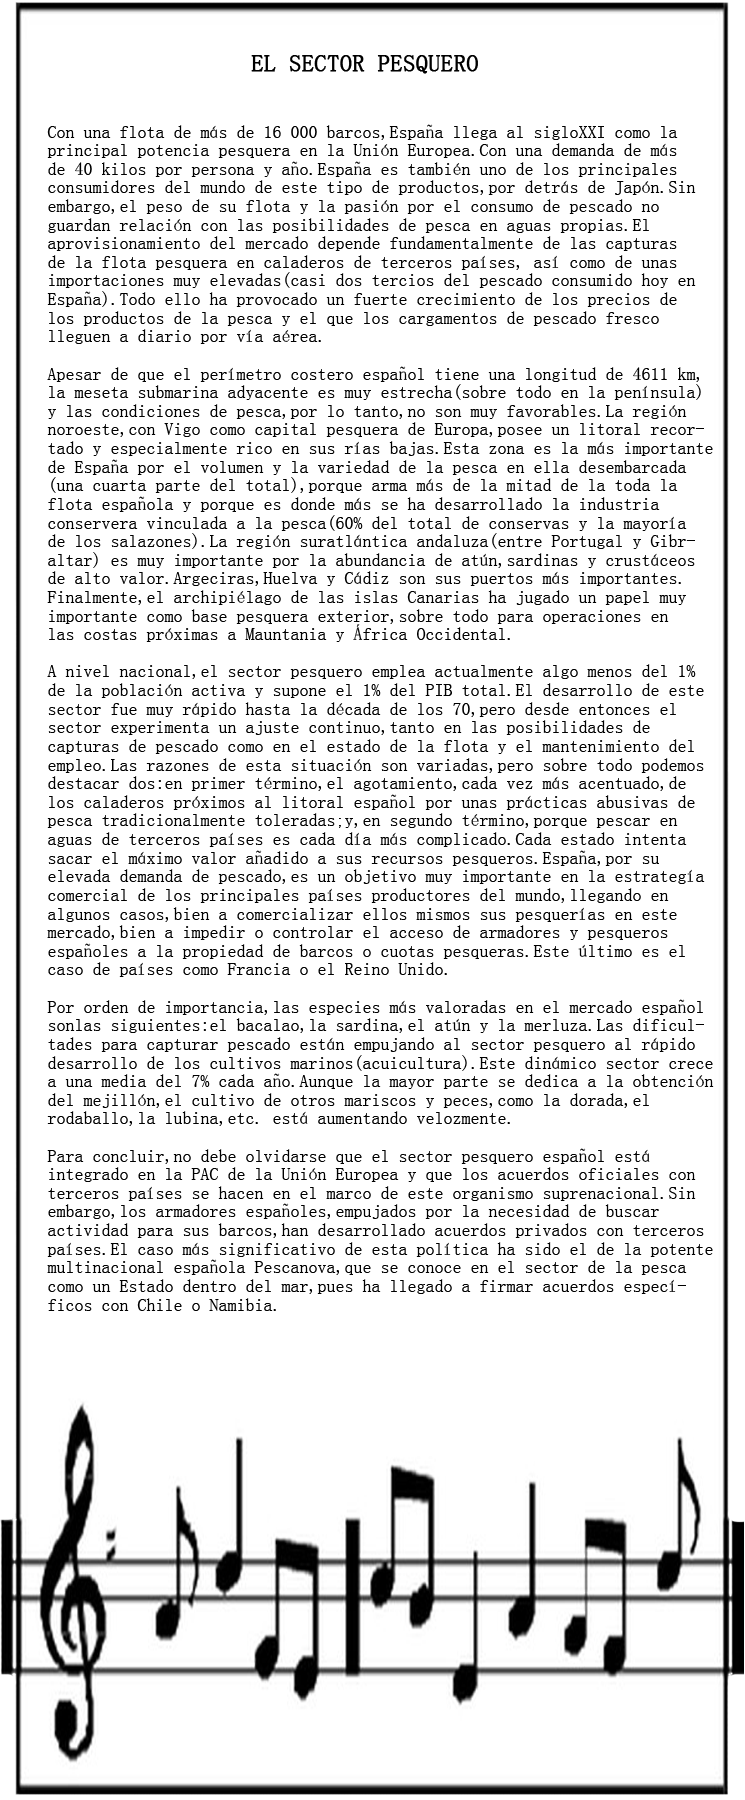 EL SECTOR PESQUERO
Con una flota de más de 16 000 barcos,España llega al sigloXXI como la
principal potencia pesquera en la Unión Europea.Con una demanda de más
de 40 kilos por persona y año.España es también uno de los principales
consumidores del mundo de este tipo de productos,por detrás de Japón.Sin
embargo,el peso de su flota y la pasión por el consumo de pescado no
guardan relación con las posibilidades de pesca en aguas propias.El
aprovisionamiento del mercado depende fundamentalmente de las capturas
de la flota pesquera en caladeros de terceros países, así como de unas
importaciones muy elevadas(casi dos tercios del pescado consumido hoy en
España).Todo ello ha provocado un fuerte crecimiento de los precios de
los productos de la pesca y el que los cargamentos de pescado fresco
lleguen a diario por vía aérea.
Apesar de que el perímetro costero español tiene una longitud de 4611 km,
la meseta submarina adyacente es muy estrecha(sobre todo en la península)
y las condiciones de pesca,por lo tanto,no son muy favorables.La región
noroeste,con Vigo como capital pesquera de Europa,posee un litoral recor-
tado y especialmente rico en sus rías bajas.Esta zona es la más importante
de España por el volumen y la variedad de la pesca en ella desembarcada
(una cuarta parte del total),porque arma más de la mitad de la toda la
flota española y porque es donde más se ha desarrollado la industria
conservera vinculada a la pesca(60% del total de conservas y la mayoría
de los salazones).La región suratlántica andaluza(entre Portugal y Gibr-
altar) es muy importante por la abundancia de atún,sardinas y crustáceos
de alto valor.Argeciras,Huelva y Cádiz son sus puertos más importantes.
Finalmente,el archipiélago de las islas Canarias ha jugado un papel muy
importante como base pesquera exterior,sobre todo para operaciones en
las costas próximas a Mauntania y África Occidental.
A nivel nacional,el sector pesquero emplea actualmente algo menos del 1%
de la población activa y supone el 1% del PIB total.El desarrollo de este
sector fue muy rápido hasta la década de los 70,pero desde entonces el
sector experimenta un ajuste continuo,tanto en las posibilidades de
capturas de pescado como en el estado de la flota y el mantenimiento del
empleo.Las razones de esta situación son variadas,pero sobre todo podemos
destacar dos:en primer término,el agotamiento,cada vez más acentuado,de
los caladeros próximos al litoral español por unas prácticas abusivas de
pesca tradicionalmente toleradas;y,en segundo término,porque pescar en
aguas de terceros países es cada día más complicado.Cada estado intenta
sacar el máximo valor añadido a sus recursos pesqueros.España,por su
elevada demanda de pescado,es un objetivo muy importante en la estrategía
comercial de los principales países productores del mundo,llegando en
algunos casos,bien a comercializar ellos mismos sus pesquerías en este
mercado,bien a impedir o controlar el acceso de armadores y pesqueros
españoles a la propiedad de barcos o cuotas pesqueras.Este último es el
caso de países como Francia o el Reino Unido.
Por orden de importancia,las especies más valoradas en el mercado español
sonlas siguientes:el bacalao,la sardina,el atún y la merluza.Las dificul-
tades para capturar pescado están empujando al sector pesquero al rápido
desarrollo de los cultivos marinos(acuicultura).Este dinámico sector crece
a una media del 7% cada año.Aunque la mayor parte se dedica a la obtención
del mejillón,el cultivo de otros mariscos y peces,como la dorada,el
rodaballo,la lubina,etc. está aumentando velozmente.
Para concluir,no debe olvidarse que el sector pesquero español está
integrado en la PAC de la Unión Europea y que los acuerdos oficiales con
terceros países se hacen en el marco de este organismo suprenacional.Sin
embargo,los armadores españoles,empujados por la necesidad de buscar
actividad para sus barcos,han desarrollado acuerdos privados con terceros
países.El caso más significativo de esta política ha sido el de la potente
multinacional española Pescanova,que se conoce en el sector de la pesca
como un Estado dentro del mar,pues ha llegado a firmar acuerdos especí-
ficos con Chile o Namibia.